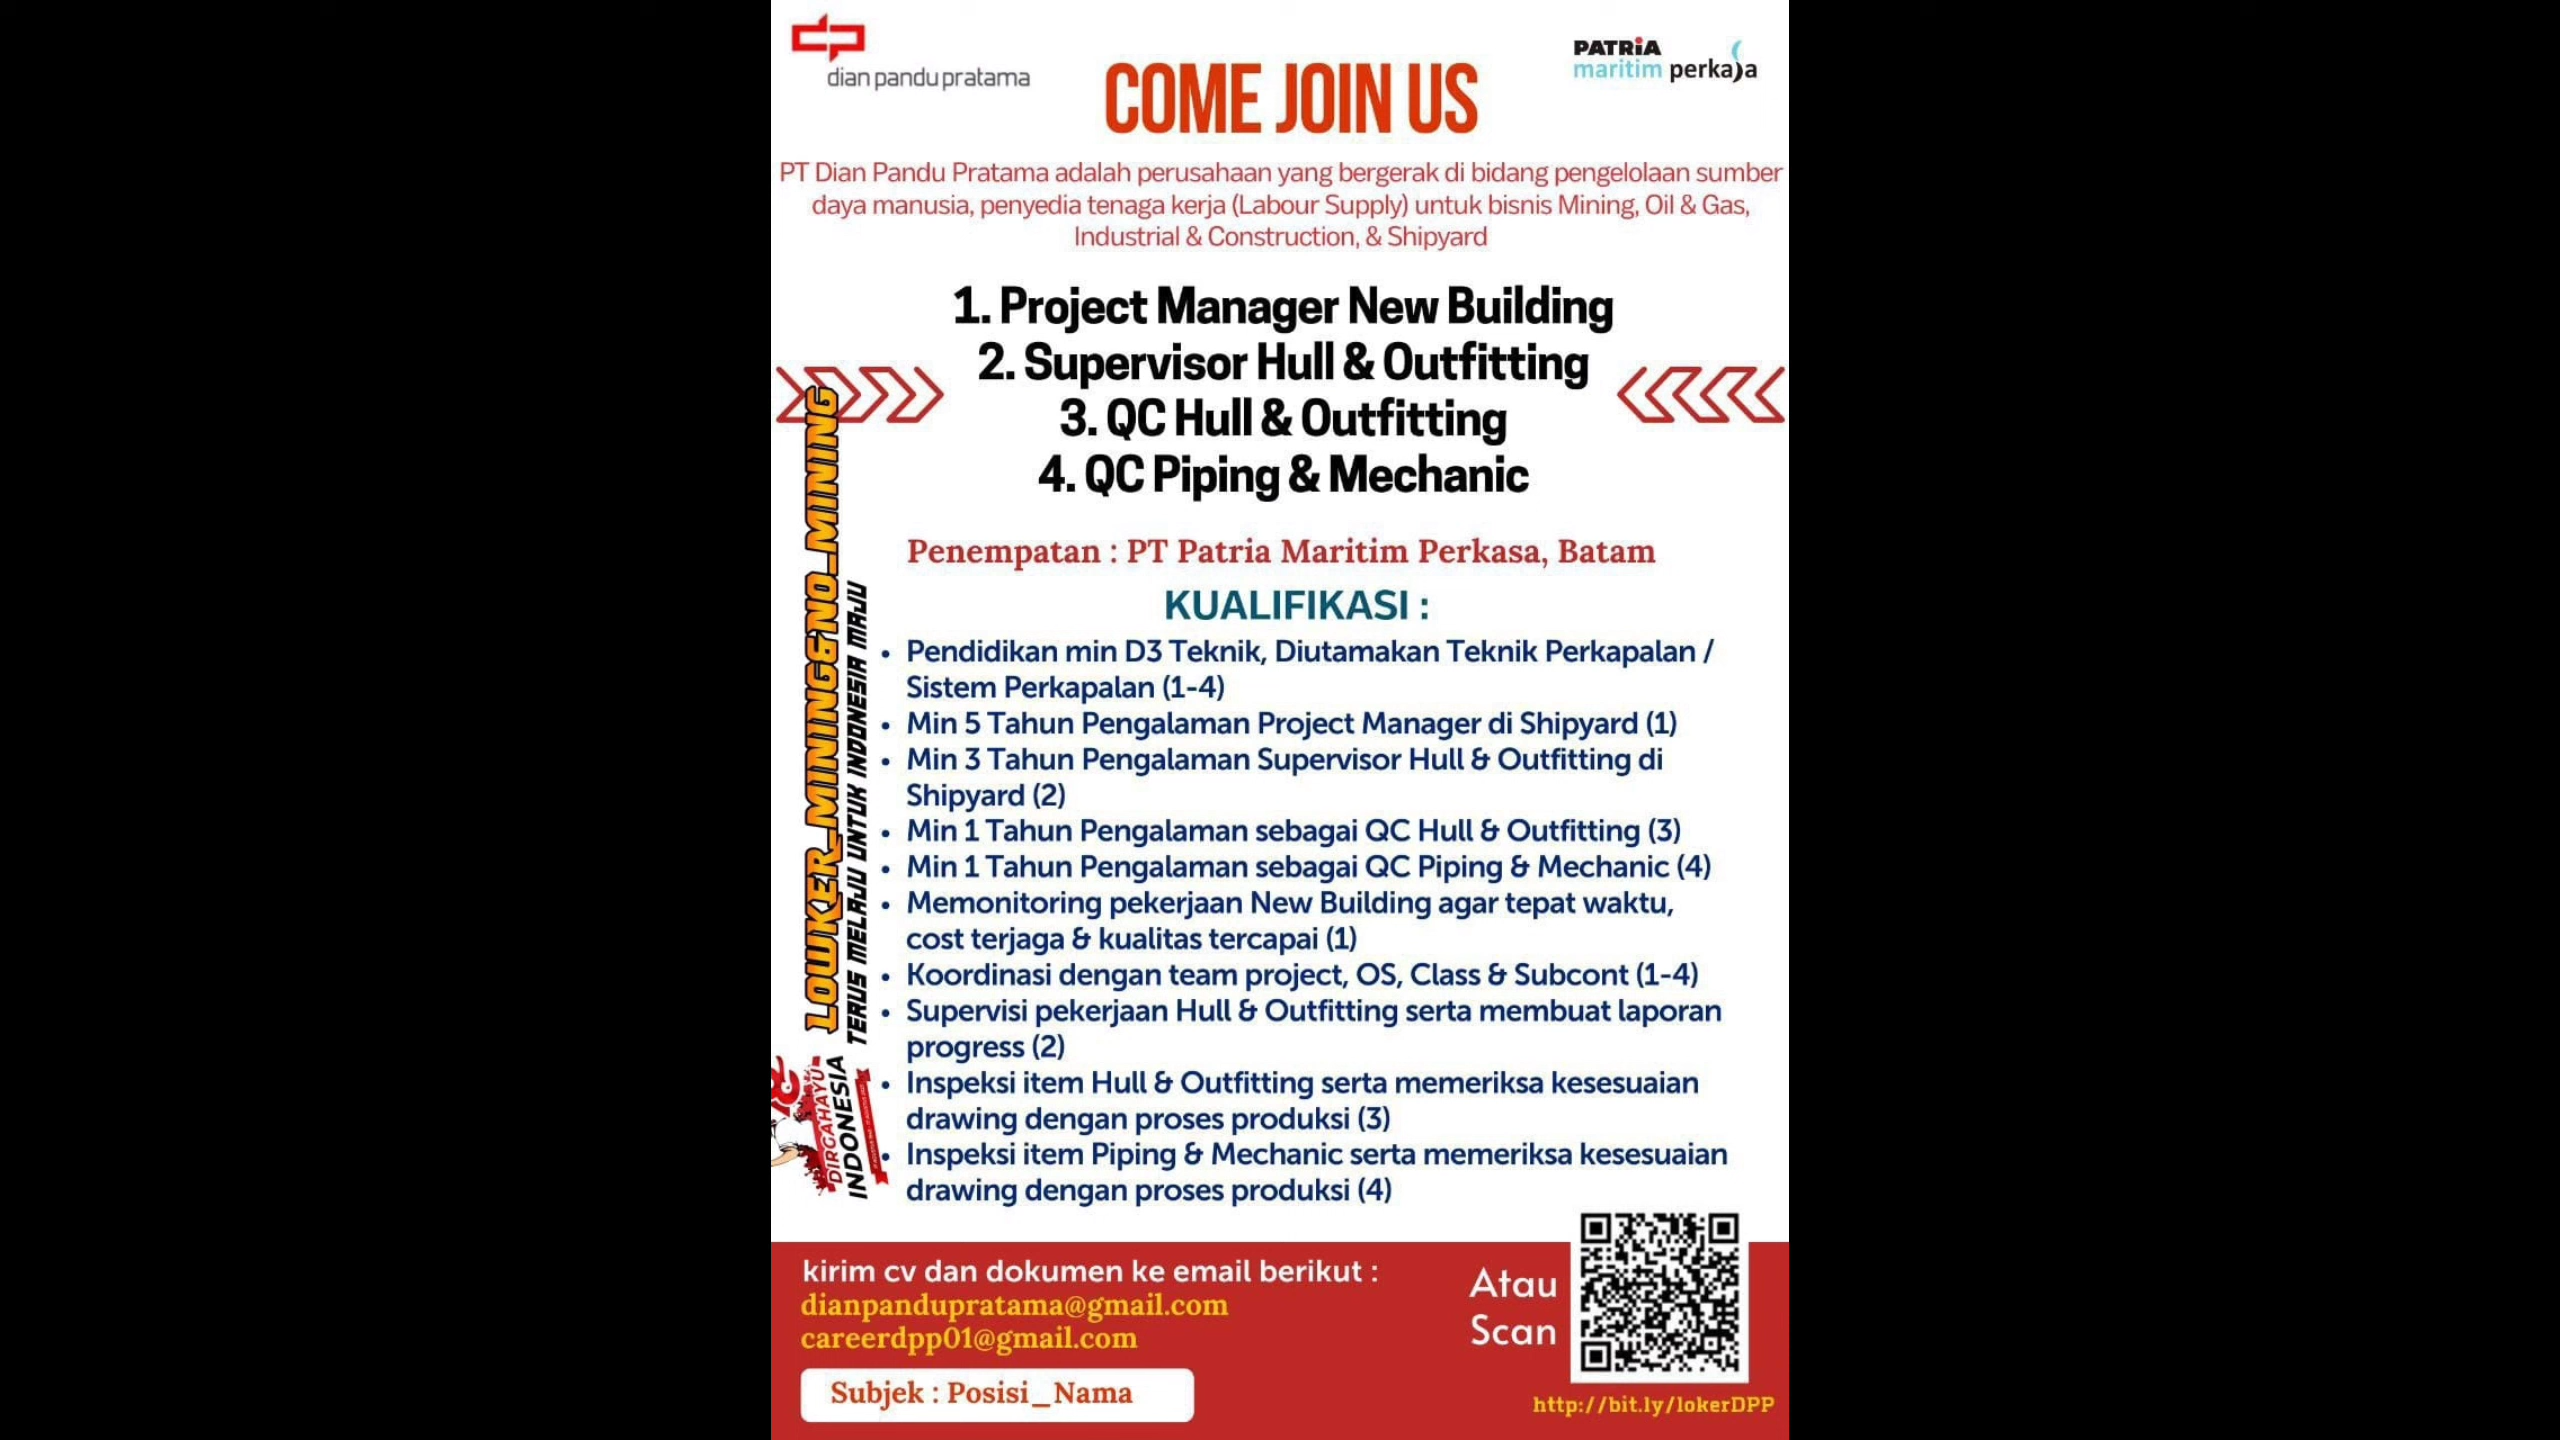 dian pandu pratama
COME JOIN US
PATRiA
maritim perkasa
PT Dian Pandu Pratama adalah perusahaan yang bergerak di bidang pengelolaan sumber
daya manusia, penyedia tenaga kerja (Labour Supply) untuk bisnis Mining, Oil & Gas,
Industrial & Construction, & Shipyard
1. Project Manager New Building
2. Supervisor Hull & Outfitting
3. QC Hull & Outfitting
4. QC Piping & Mechanic
Penempatan : PT Patria Maritim Perkasa, Batam
KUALIFIKASI :
• Pendidikan min D3 Teknik, Diutamakan Teknik Perkapalan /
Sistem Perkapalan (1-4)
• Min 5 Tahun Pengalaman Project Manager di Shipyard (1)
• Min 3 Tahun Pengalaman Supervisor Hull & Outfitting di
Shipyard (2)
• Min 1 Tahun Pengalaman sebagai QC Hull & Outfitting (3)
• Min 1 Tahun Pengalaman sebagai QC Piping & Mechanic (4)
• Memonitoring pekerjaan New Building agar tepat waktu,
cost terjaga & kualitas tercapai (1)
• Koordinasi dengan team project, OS, Class & Subcont (1-4)
• Supervisi pekerjaan Hull & Outfitting serta membuat laporan
progress (2)
• Inspeksi item Hull & Outfitting serta memeriksa kesesuaian
drawing dengan proses produksi (3)
• Inspeksi item Piping & Mechanic serta memeriksa kesesuaian
drawing dengan proses produksi (4)
LOWKER_MINING&NO_MINING
TERUS MELAJU UNTUK INDONESIA MAJU
DIRGAHAYU
INDONESIA
kirim cv dan dokumen ke email berikut :
dianpandupratama@gmail.com
careerdpp01@gmail.com
Subjek : Posisi_Nama
Atau
Scan
http://bit.ly/lokerDPP